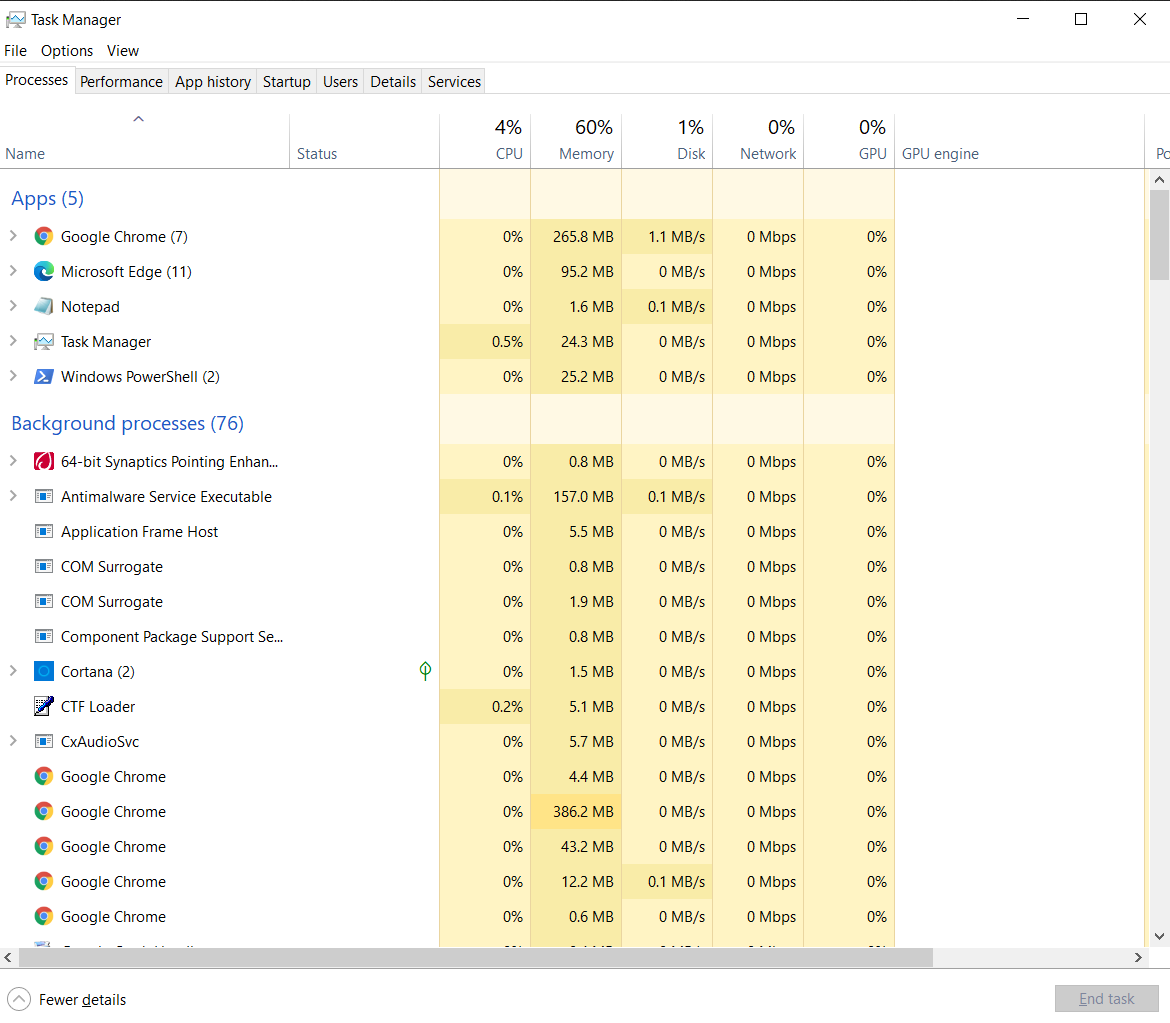 Task Manager
File Options View
Processes Performance App history Startup Users Details Services
4% 60% 1% 0% 0%
Name Status CPU Memory Disk Network GPU GPU engine Po
Apps (5)
Google Chrome (7) 0% 265.8 MB 1.1 MB/s 0 Mbps 0%
Microsoft Edge (11) 0% 95.2 MB 0 MB/s 0 Mbps 0%
Notepad 0% 1.6 MB 0.1 MB/s 0 Mbps 0%
Task Manager 0.5% 24.3 MB 0 MB/s 0 Mbps 0%
Windows PowerShell (2) 0% 25.2 MB 0 MB/s 0 Mbps 0%
Background processes (76)
64-bit Synaptics Pointing Enhan... 0% 0.8 MB 0 MB/s 0 Mbps 0%
Antimalware Service Executable 0.1% 157.0 MB 0.1 MB/s 0 Mbps 0%
Application Frame Host 0% 5.5 MB 0 MB/s 0 Mbps 0%
COM Surrogate 0% 0.8 MB 0 MB/s 0 Mbps 0%
COM Surrogate 0% 1.9 MB 0 MB/s 0 Mbps 0%
Component Package Support Se... 0% 0.8 MB 0 MB/s 0 Mbps 0%
Cortana (2) 0% 1.5 MB 0 MB/s 0 Mbps 0%
CTF Loader 0.2% 5.1 MB 0 MB/s 0 Mbps 0%
CxAudioSvc 0% 5.7 MB 0 MB/s 0 Mbps 0%
Google Chrome 0% 4.4 MB 0 MB/s 0 Mbps 0%
Google Chrome 0% 386.2 MB 0 MB/s 0 Mbps 0%
Google Chrome 0% 43.2 MB 0 MB/s 0 Mbps 0%
Google Chrome 0% 12.2 MB 0.1 MB/s 0 Mbps 0%
Google Chrome 0% 0.6 MB 0 MB/s 0 Mbps 0%
Fewer details End task